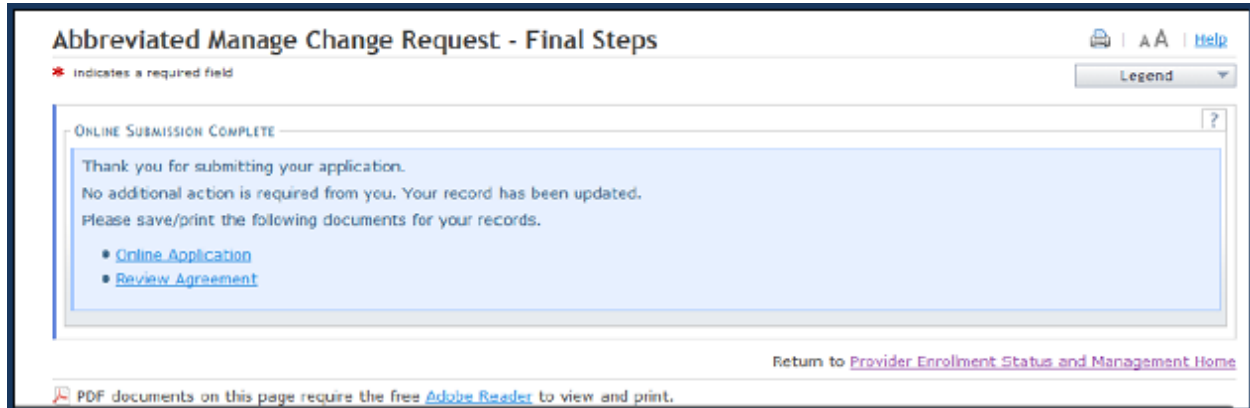 Abbreviated Manage Change Request - Final Steps
A A | Help
* indicates a required field
Legend
ONLINE SUBMISSION COMPLETE
?
Thank you for submitting your application.
No additional action is required from you. Your record has been updated.
Please save/print the following documents for your records.
• Online Application
• Review Agreement
Return to Provider Enrollment Status and Management Home
PDF documents on this page require the free Adobe Reader to view and print.